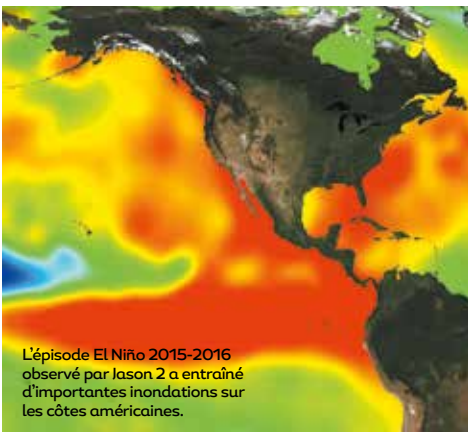 L'épisode El Niño 2015-2016
observé par Jason 2 a entraîné
d'importantes inondations sur
les côtes américaines.